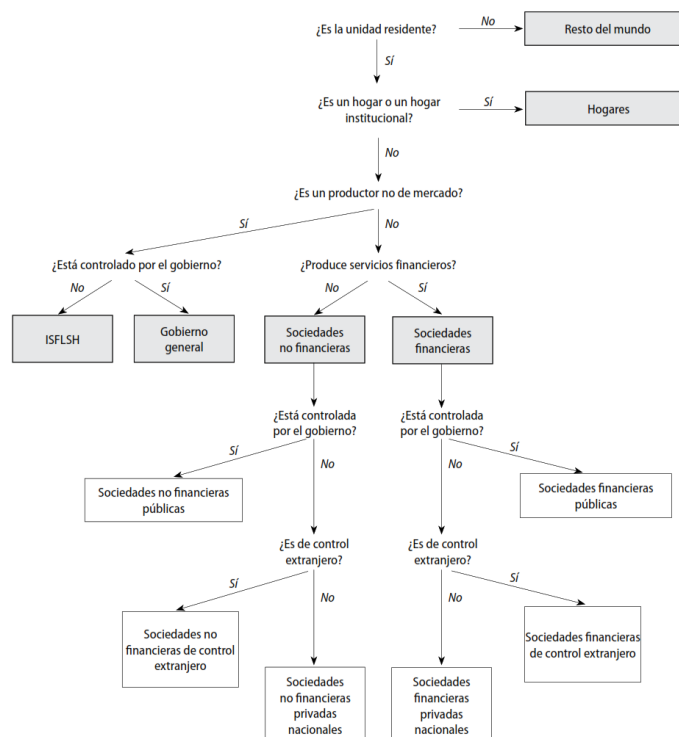 ¿Es la unidad residente?
No
Resto del mundo
Sí
¿Es un hogar o un hogar
institucional?
Sí
Hogares
No
¿Es un productor no de mercado?
Sí
No
¿Está controlado por el gobierno?
¿Produce servicios financieros?
No
Sí
No
Sí
ISFLSH
Gobierno
general
Sociedades
no financieras
Sociedades
financieras
¿Está controlada
por el gobierno?
¿Está controlada
por el gobierno?
Sí
No
No
Sí
Sociedades no financieras
públicas
Sociedades financieras
públicas
¿Es de control
extranjero?
¿Es de control
extranjero?
Sí
No
No
Sí
Sociedades no
financieras de control
extranjero
Sociedades financieras
de control extranjero
Sociedades
no financieras
privadas
nacionales
Sociedades
financieras
privadas
nacionales